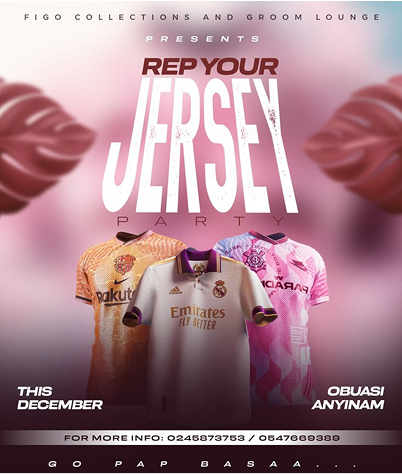 FIGO COLLECTIONS AND GROOM LOUNGE
PRESENTS
REP YOUR
JERSEY
PARTY
Rakuten
adidas
Emirates
FLY BETTER
THIS
DECEMBER
OBUASI
ANYINAM
FOR MORE INFO: 0245873753 / 0547669389
GO PAP BASAA...